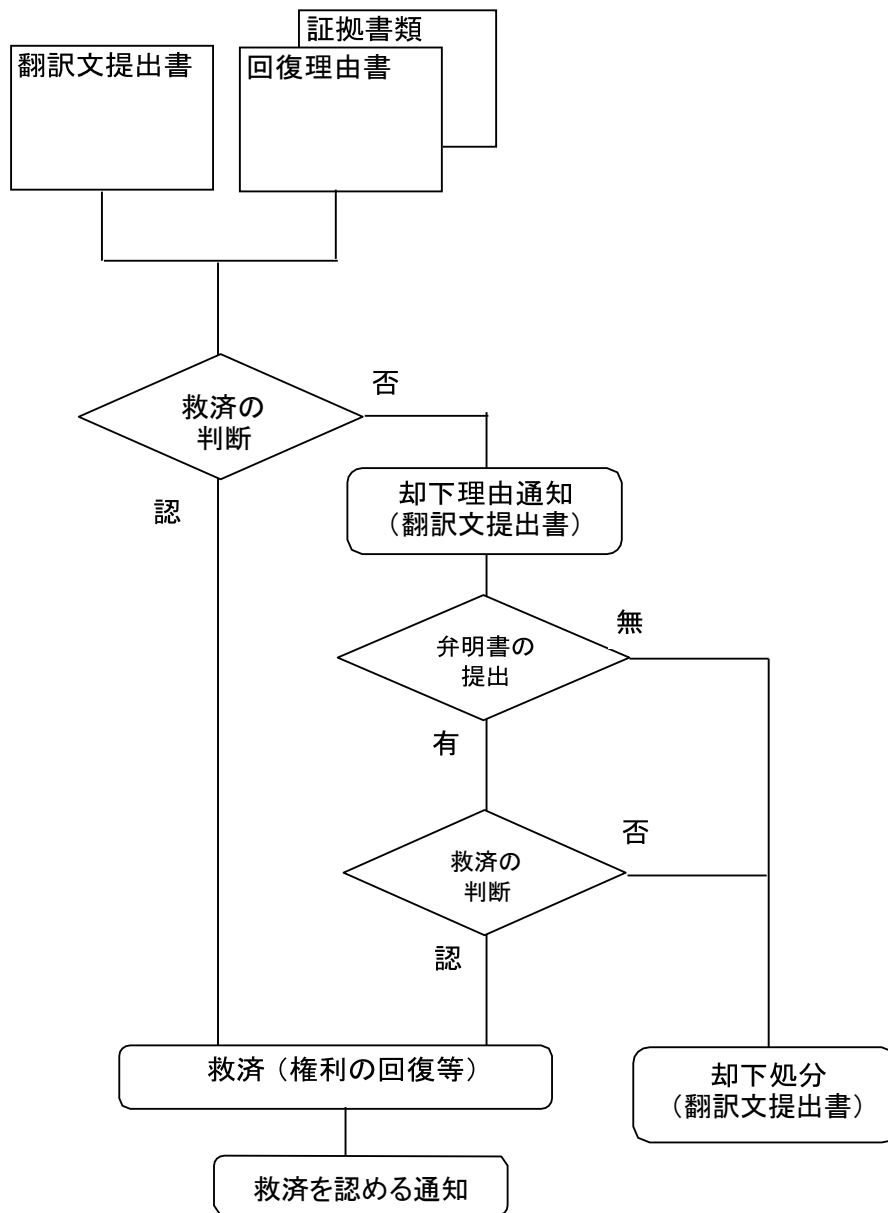 証拠書類
翻訳文提出書
回復理由書
救済の
判断
否
認
却下理由通知
（翻訳文提出書）
弁明書の
提出
無
有
救済の
判断
否
認
救済（権利の回復等）
却下処分
（翻訳文提出書）
救済を認める通知